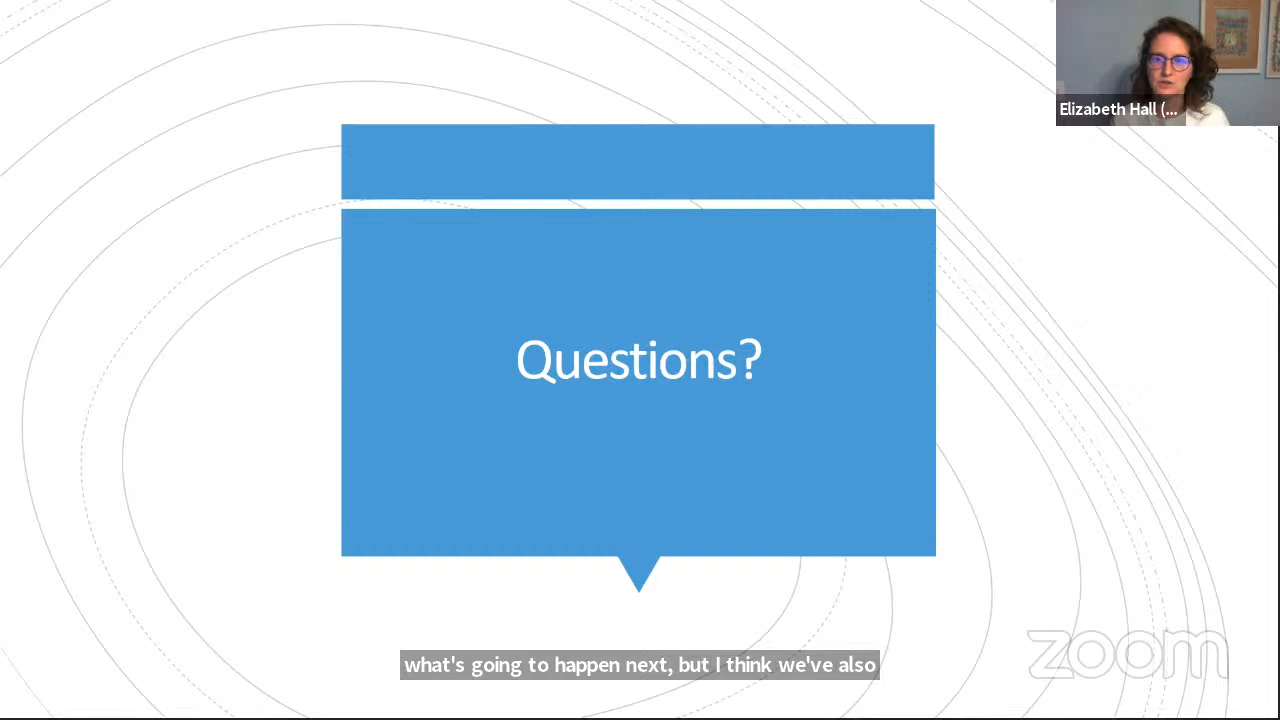 Elizabeth Hall (...
Questions?
what's going to happen next, but I think we've also
zoom